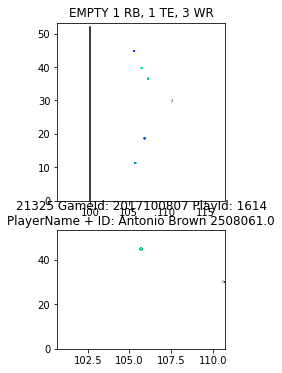 EMPTY 1 RB, 1 TE, 3 WR
50
40
30
20
10
0
100 105 110 115
21325 GameId: 2017100807 PlayId: 1614
PlayerName + ID: Antonio Brown 2508061.0
40
20
0
102.5 105.0 107.5 110.0